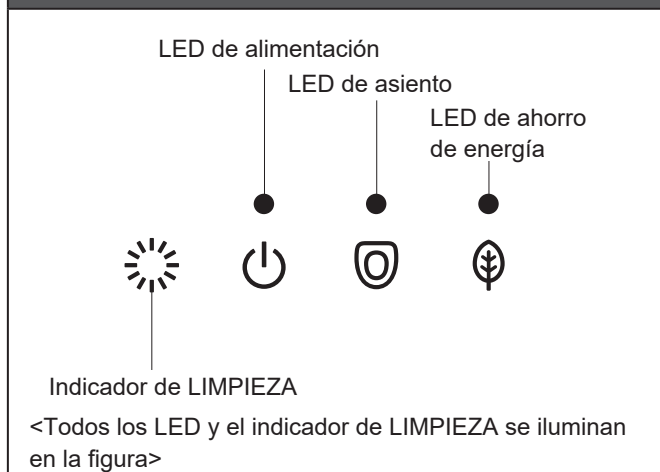 LED de alimentación
LED de asiento
LED de ahorro
de energía
Indicador de LIMPIEZA
<Todos los LED y el indicador de LIMPIEZA se iluminan
en la figura>